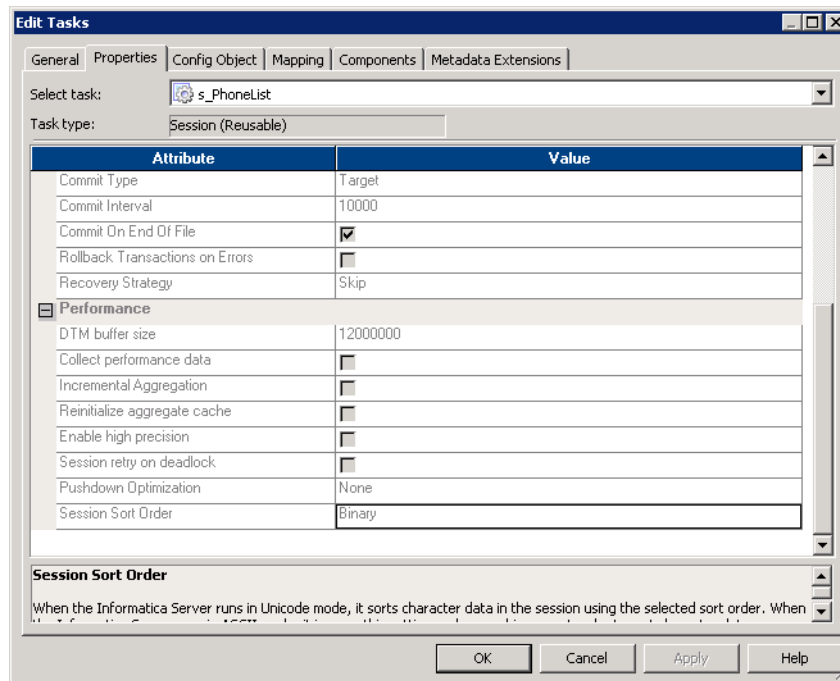 Edit Tasks
General Properties Config Object Mapping Components Metadata Extensions
Select task: s_PhoneList
Task type: Session (Reusable)
Attribute Value
Commit Type Target
Commit Interval 10000
Commit On End Of File
Rollback Transactions on Errors
Recovery Strategy Skip
Performance
DTM buffer size 12000000
Collect performance data
Incremental Aggregation
Reinitialize aggregate cache
Enable high precision
Session retry on deadlock
Pushdown Optimization None
Session Sort Order Binary
Session Sort Order
When the Informatica Server runs in Unicode mode, it sorts character data in the session using the selected sort order. When
OK Cancel Apply Help